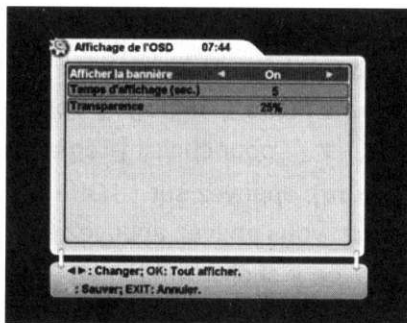 Affichage de l'OSD 07:44
Afficher la bannière ◄ On ►
Temps d'affichage (sec.) 5
Transparence 25%
◄ ►: Changer; OK: Tout afficher.
: Sauver; EXIT: Annuler.